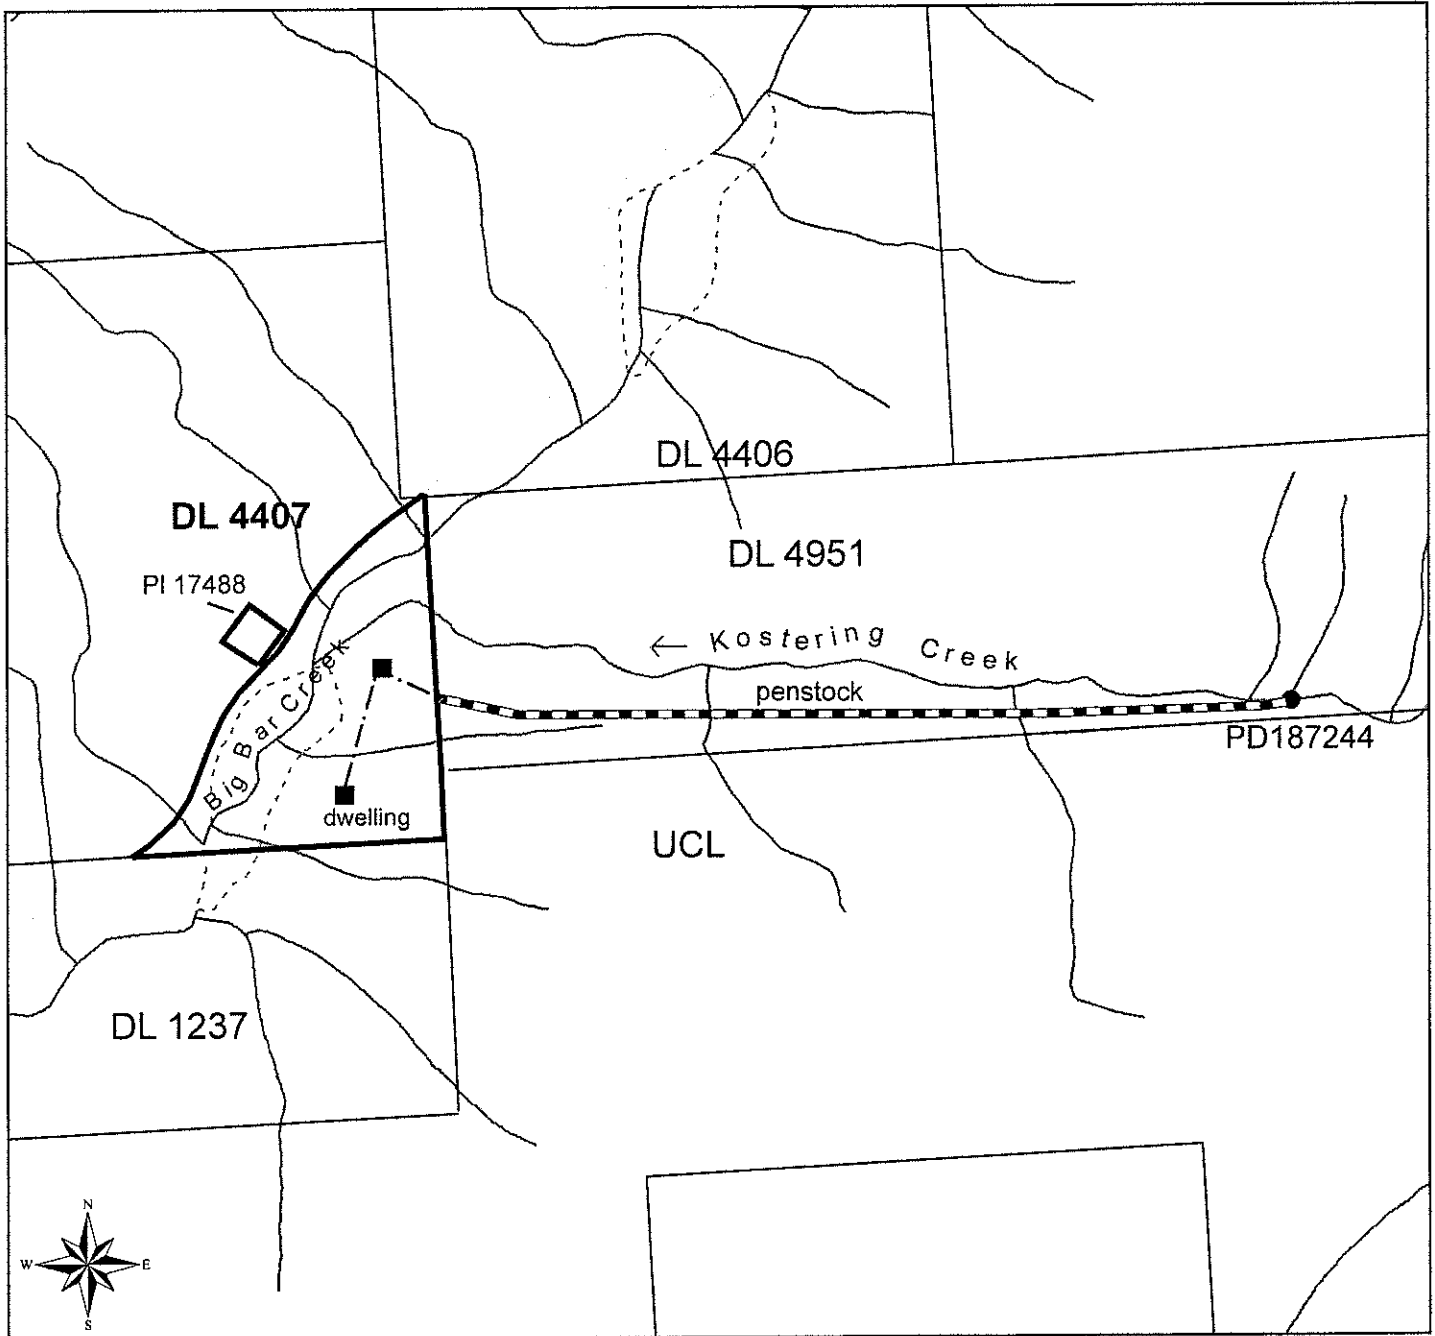 DL 4406
DL 4407
DL 4951
PI 17488
Kostering Creek
penstock
PD187244
Big Bar Creek
dwelling
UCL
DL 1237
N
W E
S